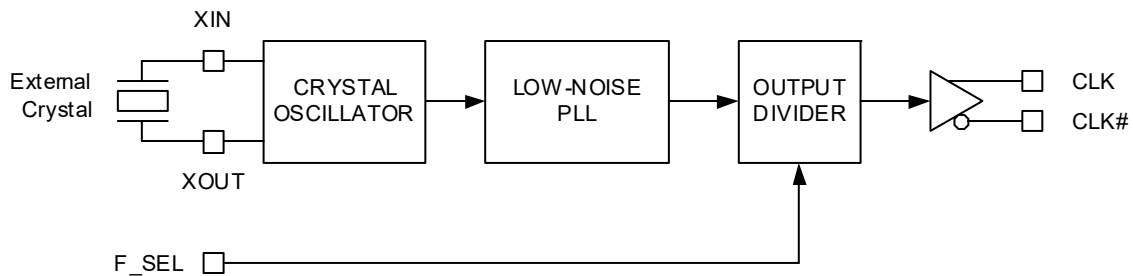 XIN
External
Crystal
XOUT
CRYSTAL
OSCILLATOR
LOW-NOISE
PLL
OUTPUT
DIVIDER
CLK
CLK#
F_SEL